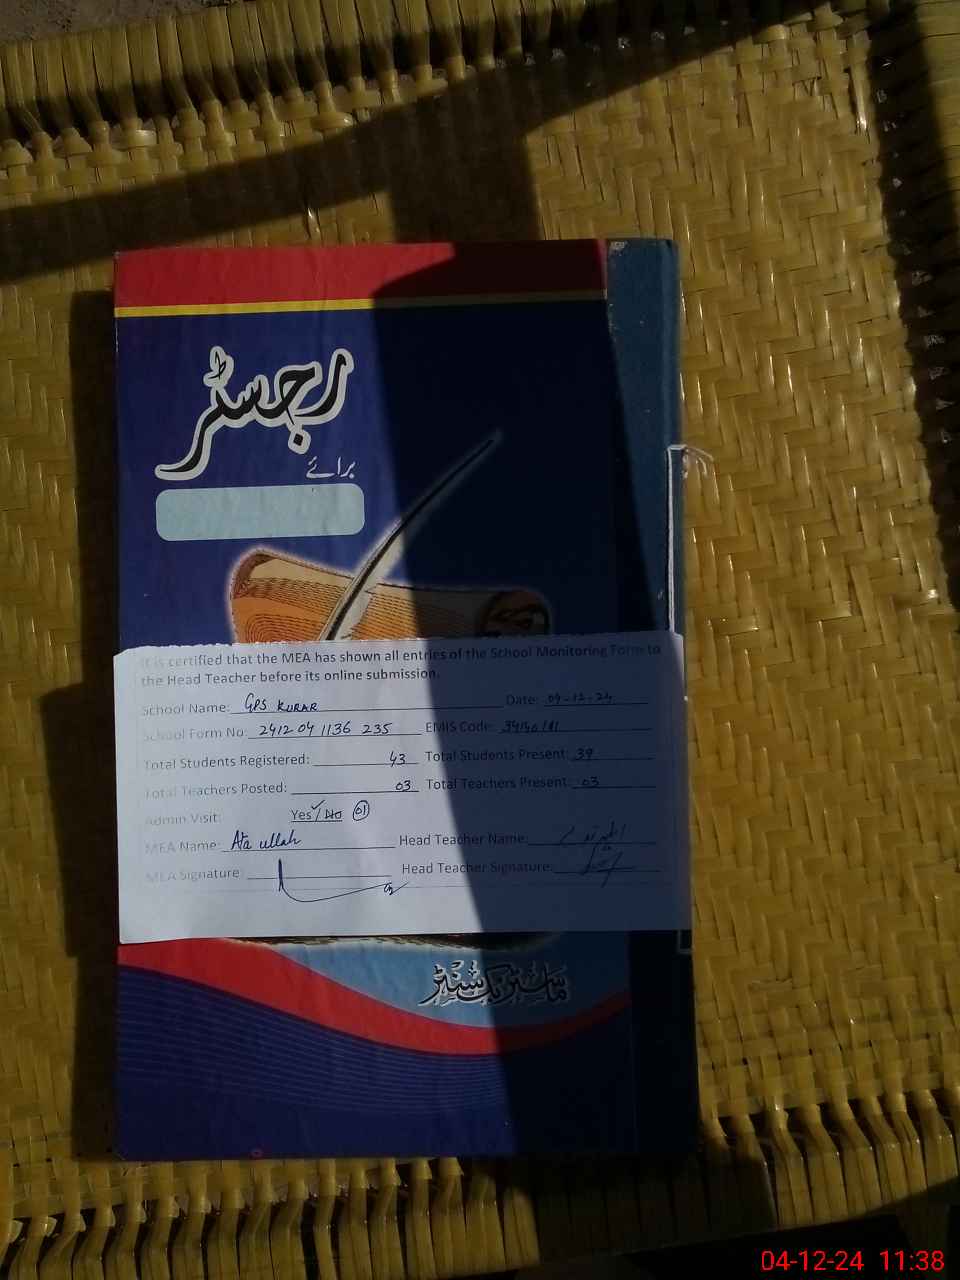 رجسٹر
برائے
It is certified that the MEA has shown all entries of the School Monitoring Form to
the Head Teacher before its online submission.
School Name: GPS KURAR Date: 04-12-24
School Form No: 2412 04 1136 235 EMIS Code:
Total Students Registered: 43 Total Students Present: 39
Total Teachers Posted: 03 Total Teachers Present: 03
Admin Visit: Yes/No 01
MEA Name: Ata ullah Head Teacher Name:
MEA Signature: Head Teacher Signature:
ماسٹر بک سنٹر
04-12-24 11:38